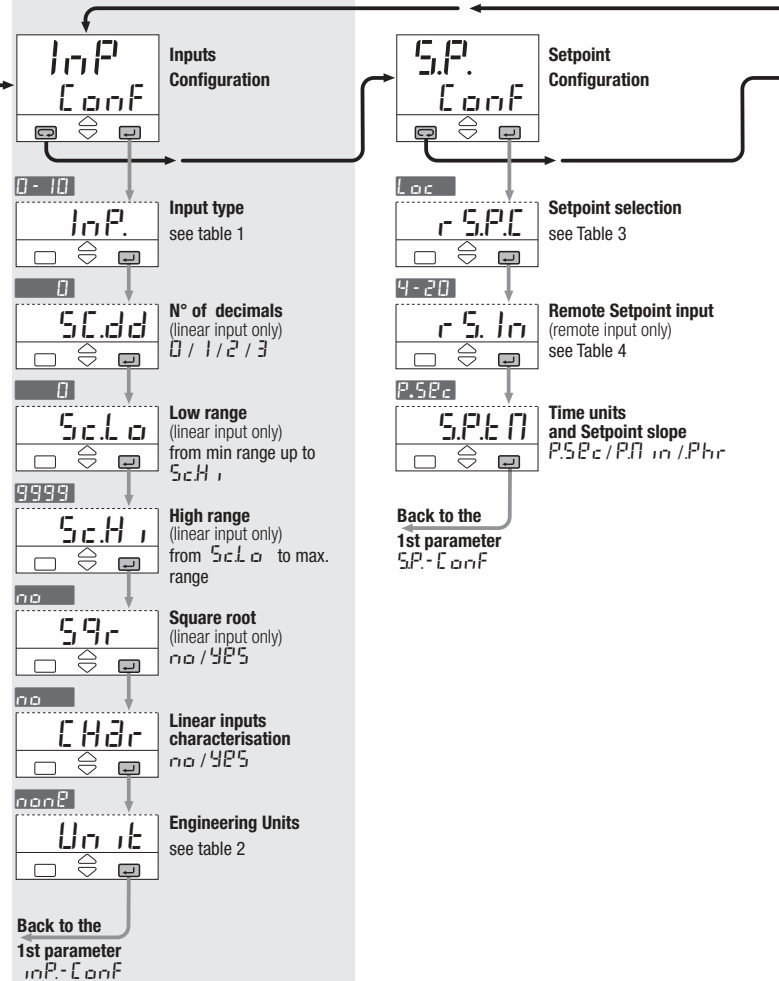 InP
ConF
Inputs
Configuration
0-10
InP.
Input type
see table 1
0
SC.dd
N° of decimals
(linear input only)
0 / 1 / 2 / 3
0
Sc.Lo
Low range
(linear input only)
from min range up to
Sc.Hi
9999
Sc.Hi
High range
(linear input only)
from Sc.Lo to max.
range
no
Sqr
Square root
(linear input only)
no / YES
no
CHAr
Linear inputs
characterisation
no / YES
nonE
Unit
Engineering Units
see table 2
Back to the
1st parameter
inP.-ConF
S.P.
ConF
Setpoint
Configuration
Loc
r S.P.C
Setpoint selection
see Table 3
4-20
r S. In
Remote Setpoint input
(remote input only)
see Table 4
P.SEc
S.P.t M
Time units
and Setpoint slope
P.SEc / P.M in / .Phr
Back to the
1st parameter
S.P.-ConF